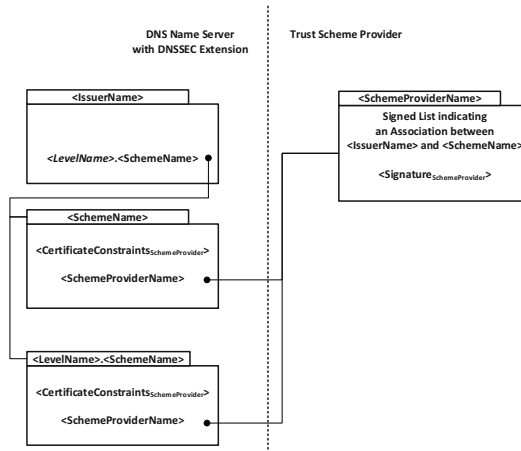 DNS Name Server
with DNSSEC Extension
Trust Scheme Provider
<IssuerName>
<LevelName>.<SchemeName>
<SchemeName>
<CertificateConstraintsSchemeProvider>
<SchemeProviderName>
<LevelName>.<SchemeName>
<CertificateConstraintsSchemeProvider>
<SchemeProviderName>
<SchemeProviderName>
Signed List indicating
an Association between
<IssuerName> and <SchemeName>
<SignatureSchemeProvider>